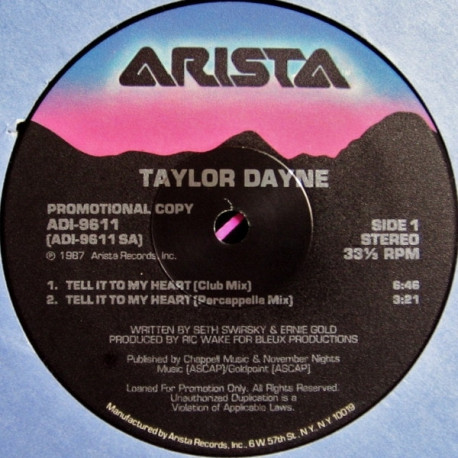 ARISTA
TAYLOR DAYNE
PROMOTIONAL COPY
ADI-9611
(ADI-9611 SA)
℗ 1987 Arista Records, Inc.
SIDE 1
STEREO
33⅓ RPM
1. TELL IT TO MY HEART (Club Mix) 6:46
2. TELL IT TO MY HEART (Percappella Mix) 3:21
WRITTEN BY SETH SWIRSKY & ERNIE GOLD
PRODUCED BY RIC WAKE FOR BLEUX PRODUCTIONS
Published by Chappell Music & November Nights
Music (ASCAP)/Goldpoint (ASCAP)
Loaned For Promotion Only. All Rights Reserved.
Unauthorized Duplication is a
Violation of Applicable Laws.
Manufactured by Arista Records, Inc., 6 W. 57th St., N.Y. N.Y. 10019